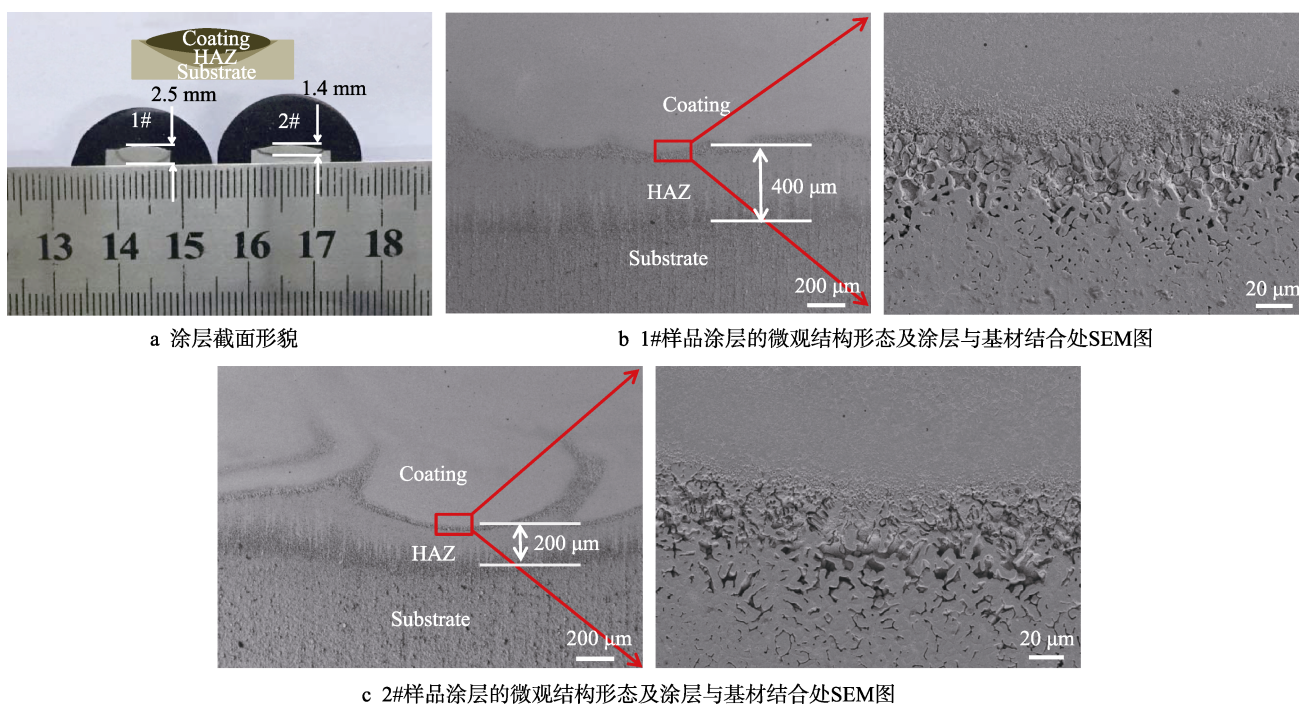 Coating
HAZ
Substrate
2.5 mm
1.4 mm
1#
2#
13 14 15 16 17 18
a 涂层截面形貌
Coating
HAZ
400 μm
Substrate
200 μm
20 μm
b 1#样品涂层的微观结构形态及涂层与基材结合处SEM图
Coating
HAZ
200 μm
Substrate
200 μm
20 μm
c 2#样品涂层的微观结构形态及涂层与基材结合处SEM图